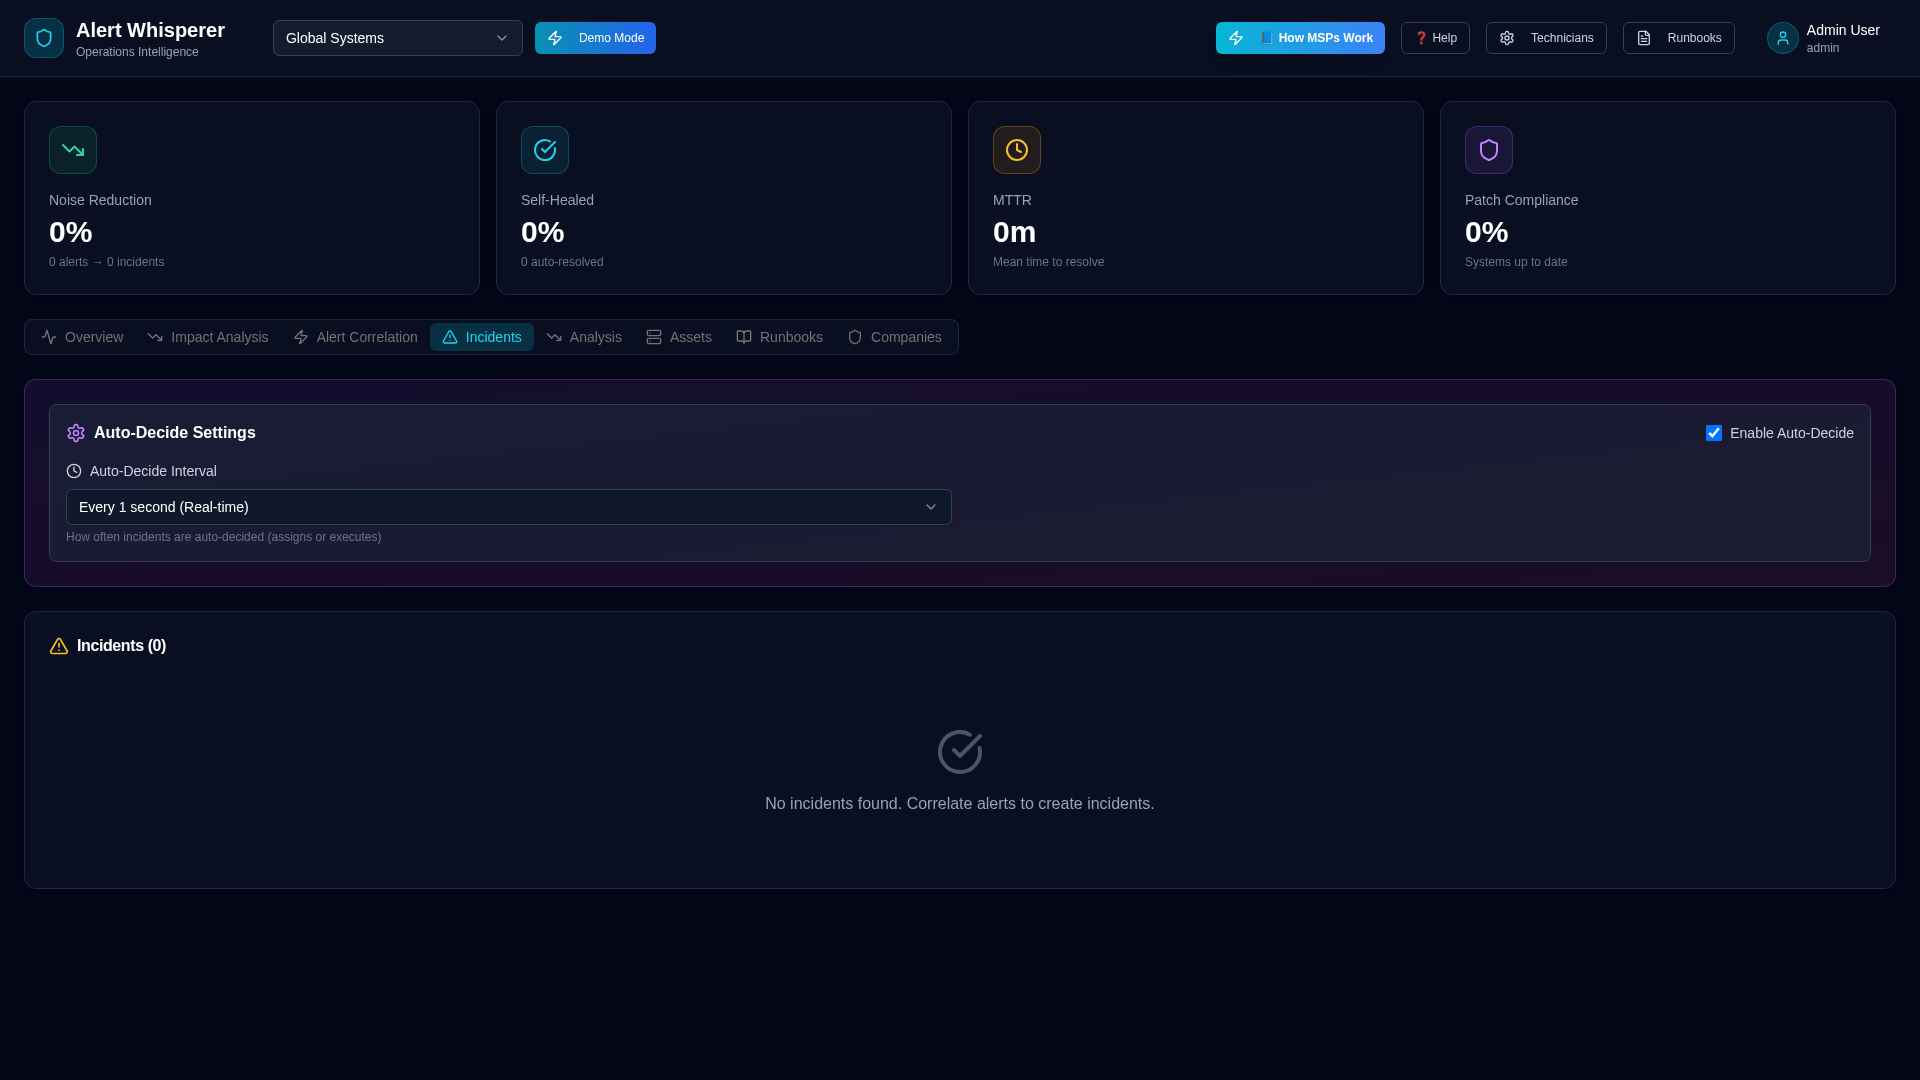 Alert Whisperer
Operations Intelligence
Global Systems
Demo Mode
📘 How MSPs Work
❓ Help
Technicians
Runbooks
Admin User
admin
Noise Reduction
0%
0 alerts → 0 incidents
Self-Healed
0%
0 auto-resolved
MTTR
0m
Mean time to resolve
Patch Compliance
0%
Systems up to date
Overview
Impact Analysis
Alert Correlation
Incidents
Analysis
Assets
Runbooks
Companies
Auto-Decide Settings
Enable Auto-Decide
Auto-Decide Interval
Every 1 second (Real-time)
How often incidents are auto-decided (assigns or executes)
Incidents (0)
No incidents found. Correlate alerts to create incidents.